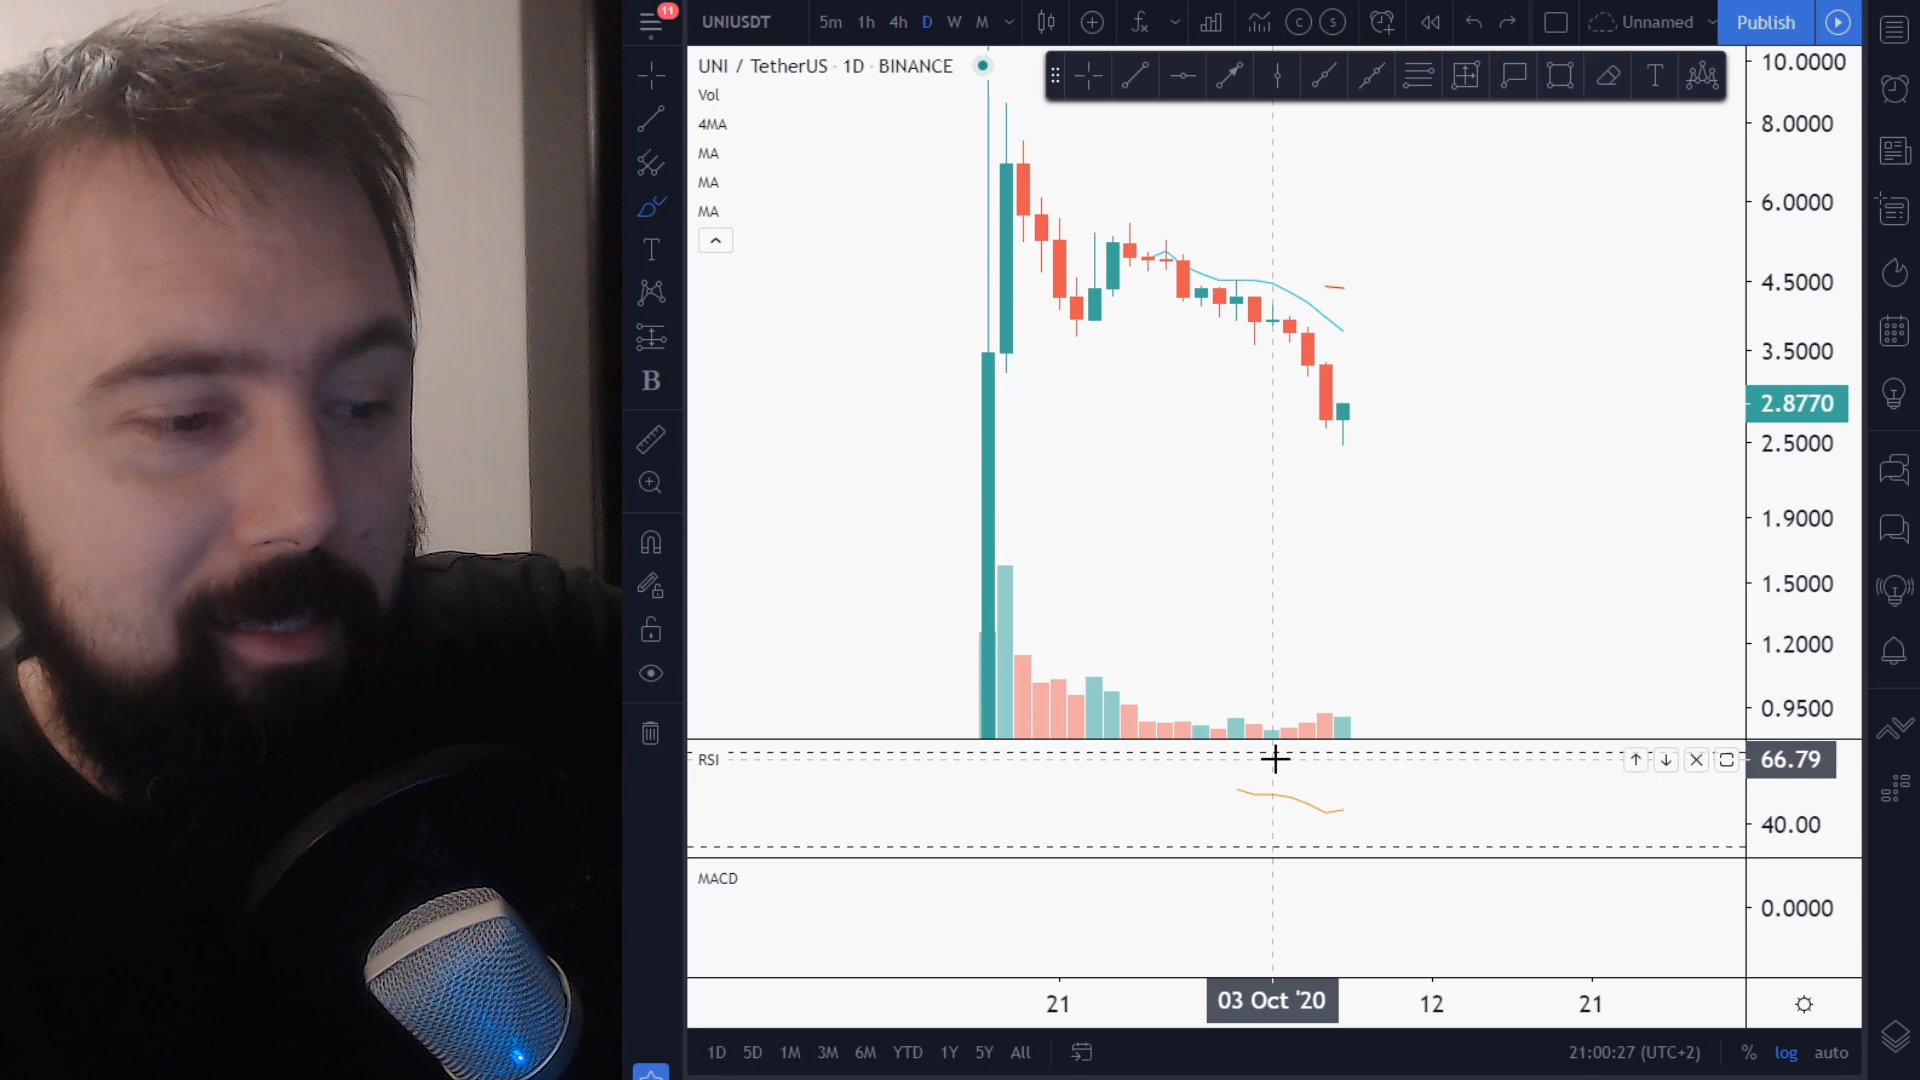 11
UNIUSDT 5m 1h 4h D W M C S Unnamed Publish
UNI / TetherUS · 1D · BINANCE
Vol
4MA
MA
MA
MA
T
B
T
10.0000
8.0000
6.0000
4.5000
3.5000
2.8770
2.5000
1.9000
1.5000
1.2000
0.9500
RSI
66.79
40.00
MACD
0.0000
21 03 Oct '20 12 21
1D 5D 1M 3M 6M YTD 1Y 5Y All 21:00:27 (UTC+2) % log auto